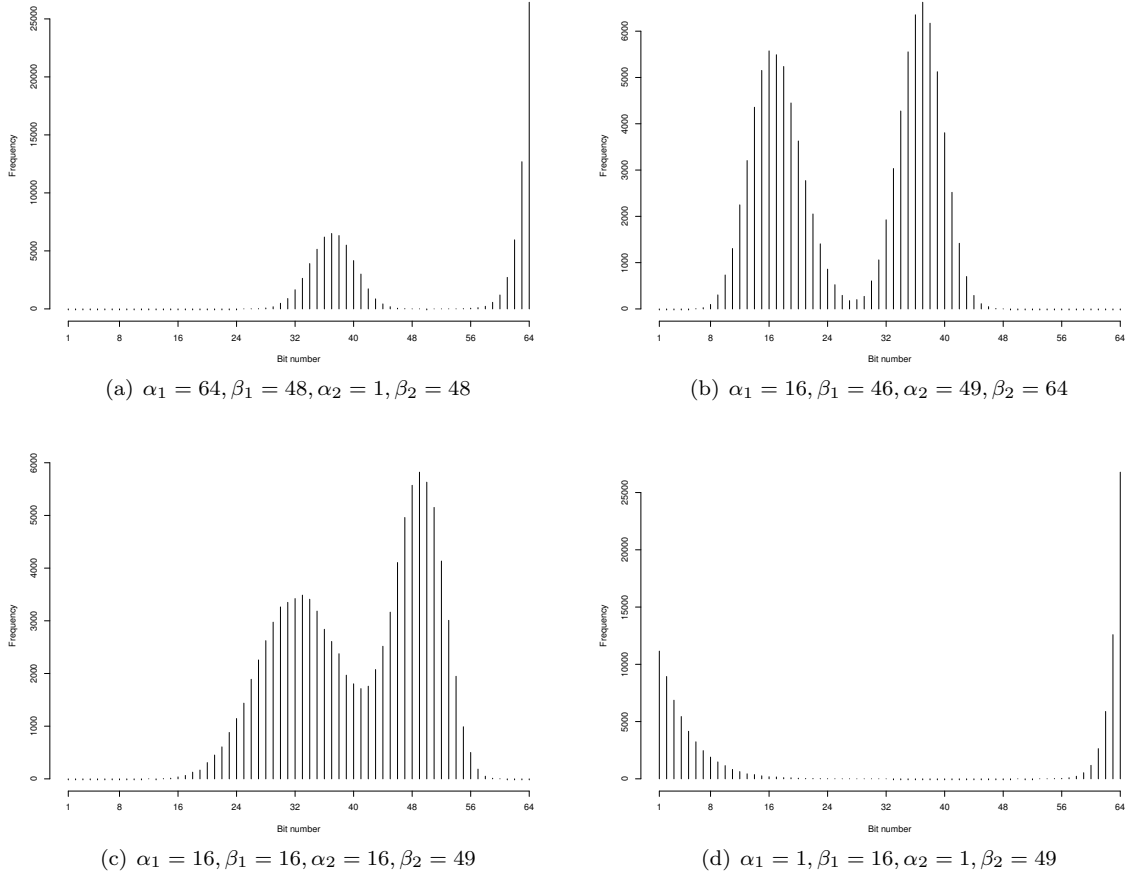 25000
20000
15000
10000
5000
0
Frequency
1 8 16 24 32 40 48 56 64
Bit number
(a) α₁ = 64, β₁ = 48, α₂ = 1, β₂ = 48
6000
5000
4000
3000
2000
1000
0
Frequency
1 8 16 24 32 40 48 56 64
Bit number
(b) α₁ = 16, β₁ = 46, α₂ = 49, β₂ = 64
6000
5000
4000
3000
2000
1000
0
Frequency
1 8 16 24 32 40 48 56 64
Bit number
(c) α₁ = 16, β₁ = 16, α₂ = 16, β₂ = 49
25000
20000
15000
10000
5000
0
Frequency
1 8 16 24 32 40 48 56 64
Bit number
(d) α₁ = 1, β₁ = 16, α₂ = 1, β₂ = 49